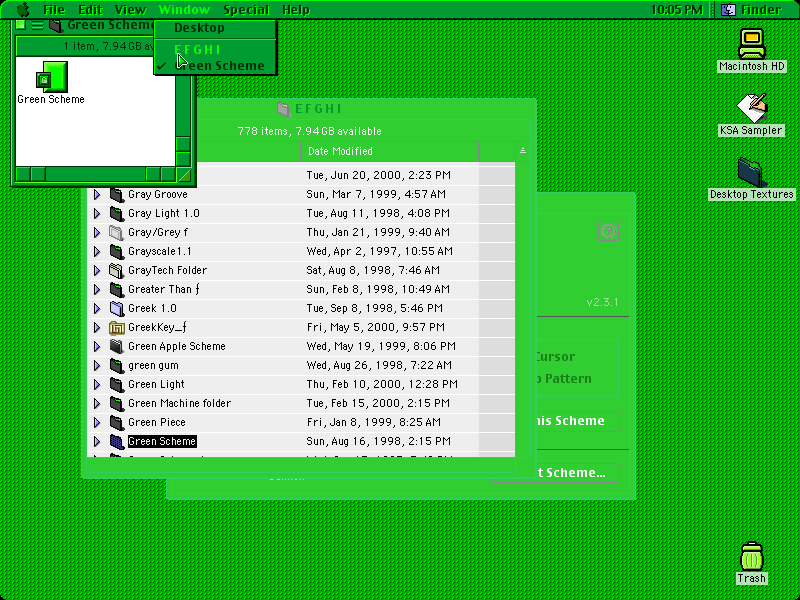 File Edit View Window Special Help 10:05 PM Finder
Green Scheme
1 item, 7.94 GB av
Green Scheme
Desktop
E F G H I
Green Scheme
Macintosh HD
KSA Sampler
Desktop Textures
Trash
E F G H I
778 items, 7.94 GB available
Date Modified
Tue, Jun 20, 2000, 2:23 PM
Gray Groove Sun, Mar 7, 1999, 4:57 AM
Gray Light 1.0 Tue, Aug 11, 1998, 4:08 PM
Gray/Grey f Thu, Jan 21, 1999, 9:40 AM
Grayscale1.1 Wed, Apr 2, 1997, 10:55 AM
GrayTech Folder Sat, Aug 8, 1998, 7:46 AM
Greater Than ƒ Sun, Feb 8, 1998, 10:49 AM
Greek 1.0 Tue, Sep 8, 1998, 5:46 PM
GreekKey_ƒ Fri, May 5, 2000, 9:57 PM
Green Apple Scheme Wed, May 19, 1999, 8:06 PM
green gum Wed, Aug 26, 1998, 7:22 AM
Green Light Thu, Feb 10, 2000, 12:28 PM
Green Machine folder Tue, Feb 15, 2000, 2:15 PM
Green Piece Fri, Jan 8, 1999, 8:25 AM
Green Scheme Sun, Aug 16, 1998, 2:15 PM
v2.3.1
Cursor
Pattern
his Scheme
t Scheme...